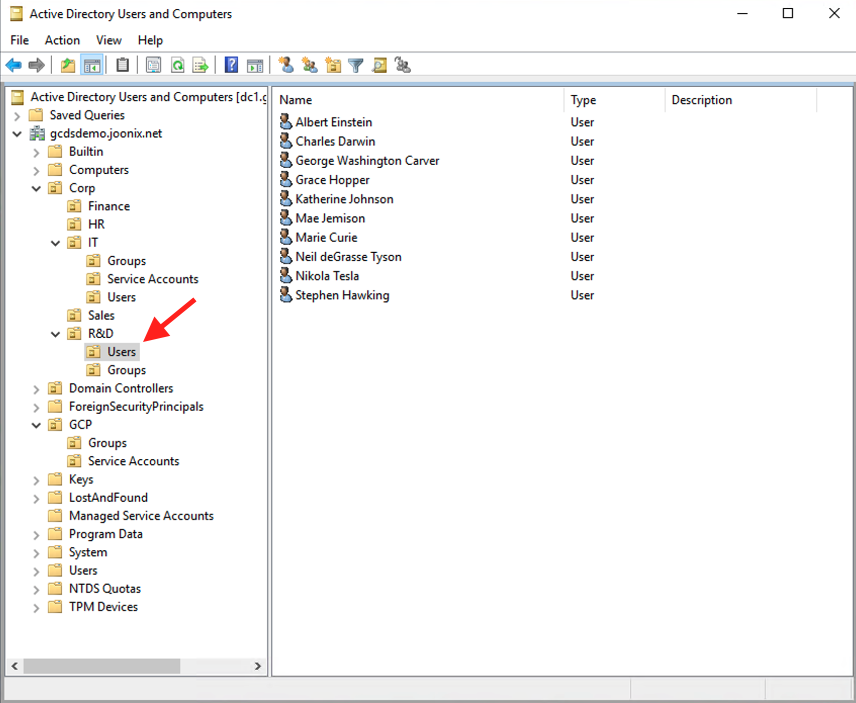 Active Directory Users and Computers
File Action View Help
Active Directory Users and Computers [dc1.g
Saved Queries
gcdsdemo.joonix.net
Builtin
Computers
Corp
Finance
HR
IT
Groups
Service Accounts
Users
Sales
R&D
Users
Groups
Domain Controllers
ForeignSecurityPrincipals
GCP
Groups
Service Accounts
Keys
LostAndFound
Managed Service Accounts
Program Data
System
Users
NTDS Quotas
TPM Devices
Name Type Description
Albert Einstein User
Charles Darwin User
George Washington Carver User
Grace Hopper User
Katherine Johnson User
Mae Jemison User
Marie Curie User
Neil deGrasse Tyson User
Nikola Tesla User
Stephen Hawking User